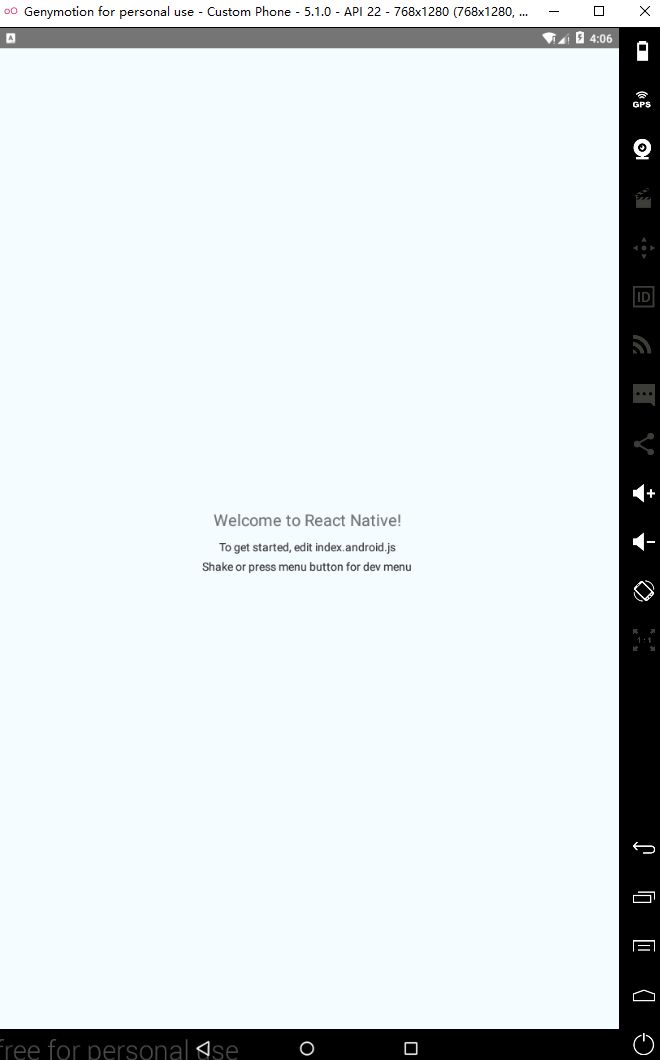 Genymotion for personal use - Custom Phone - 5.1.0 - API 22 - 768x1280 (768x1280, ...
A
4:06
GPS
ID
Welcome to React Native!
To get started, edit index.android.js
Shake or press menu button for dev menu
1:1
free for personal use